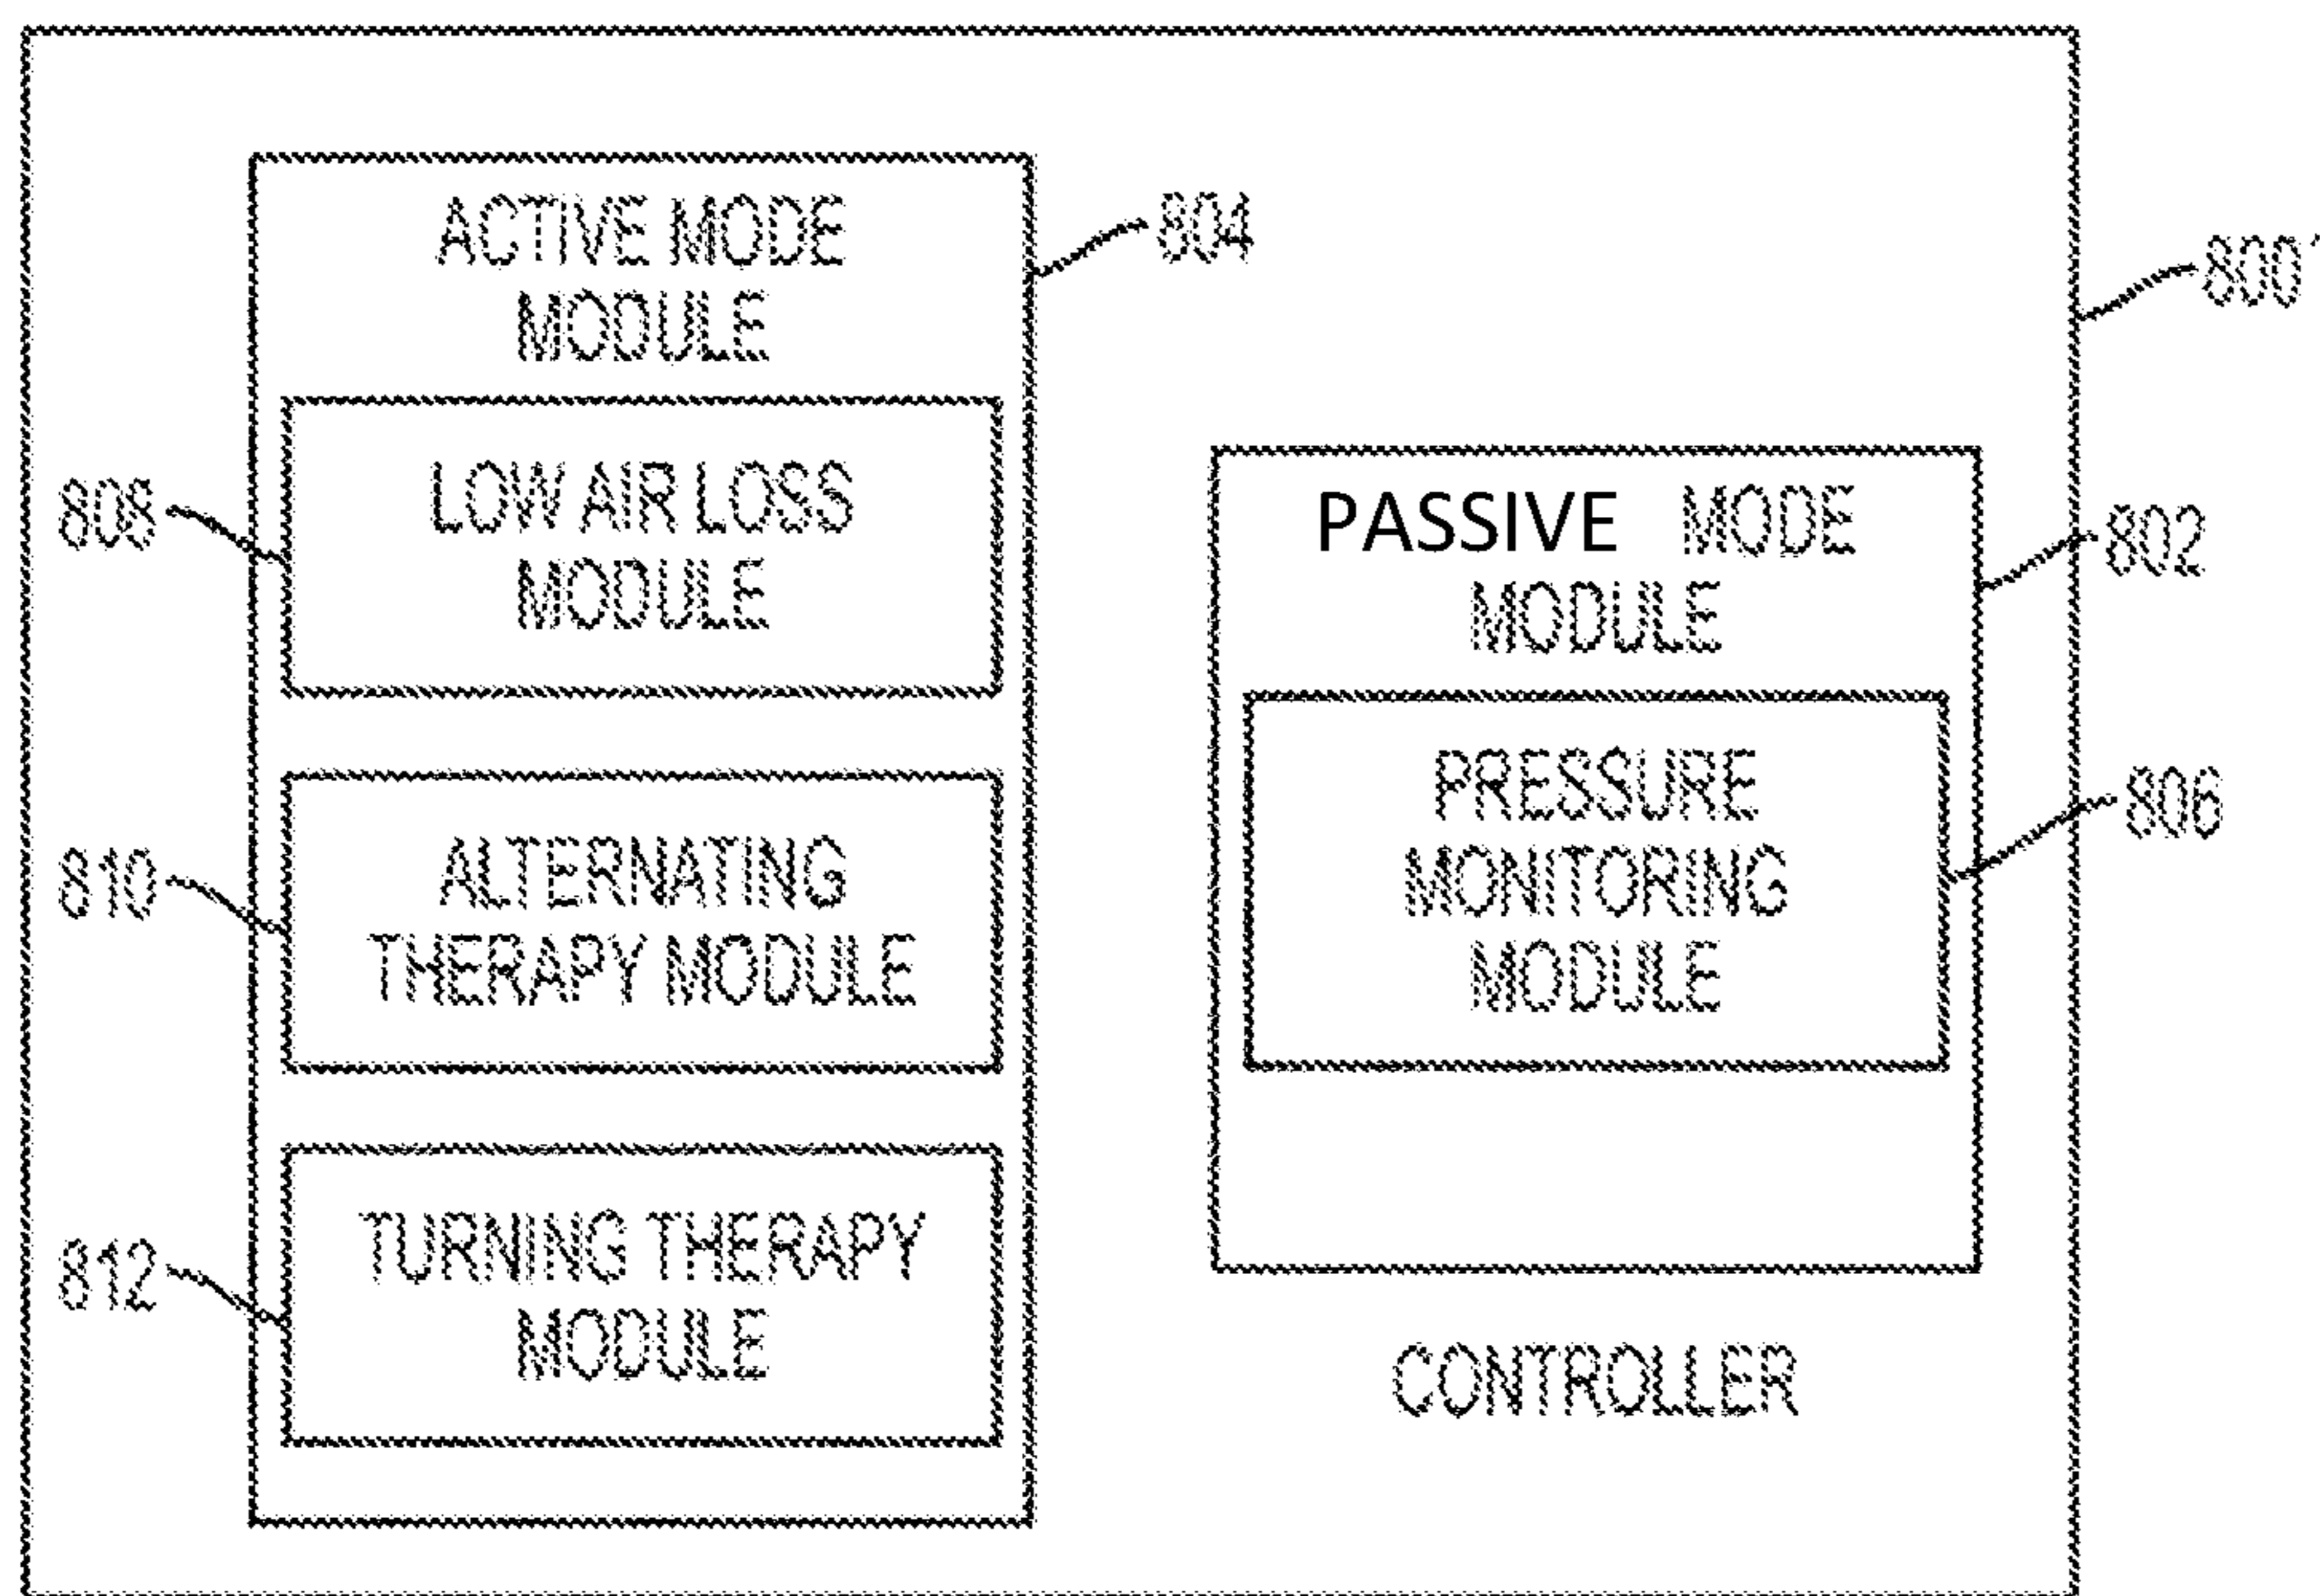 ACTIVE MODE
MODULE
804
800'
LOW AIR LOSS
MODULE
808
PASSIVE MODE
MODULE
802
PRESSURE
MONITORING
MODULE
806
ALTERNATING
THERAPY MODULE
810
TURNING THERAPY
MODULE
812
CONTROLLER